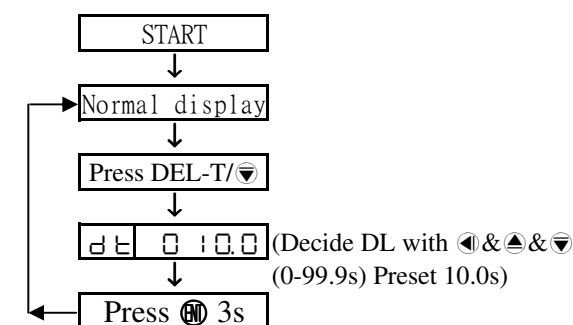 START
Normal display
Press DEL-T/▼
dt 010.0 (Decide DL with ◀&▲&▼
(0-99.9s) Preset 10.0s)
Press ENT 3s